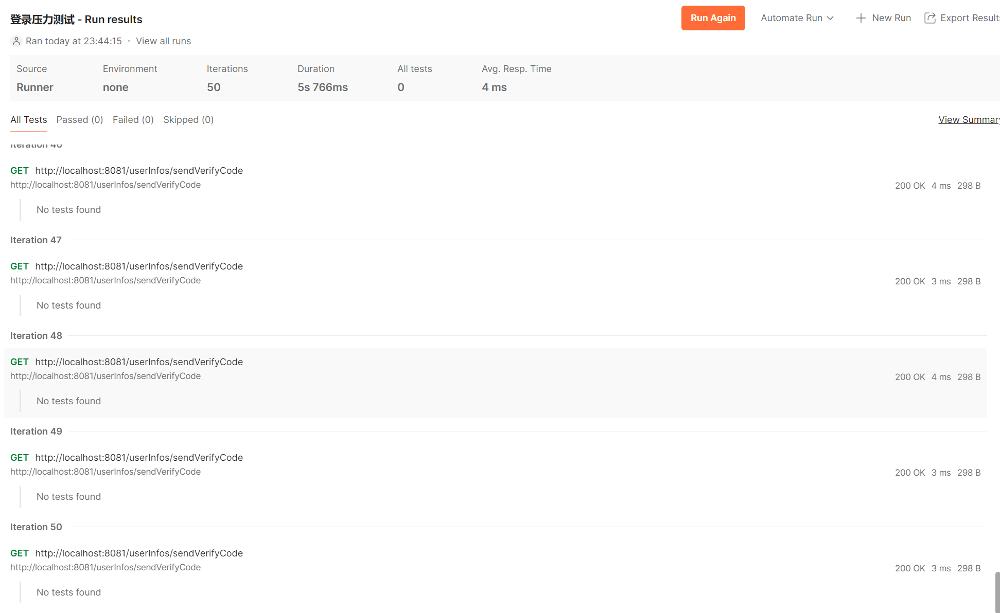 登录压力测试 - Run results
Run Again
Automate Run
New Run
Export Results
Ran today at 23:44:15 · View all runs
Source Environment Iterations Duration All tests Avg. Resp. Time
Runner none 50 5s 766ms 0 4 ms
All Tests Passed (0) Failed (0) Skipped (0)
View Summary
Iteration 46
GET http://localhost:8081/userInfos/sendVerifyCode
http://localhost:8081/userInfos/sendVerifyCode
200 OK 4 ms 298 B
No tests found
Iteration 47
GET http://localhost:8081/userInfos/sendVerifyCode
http://localhost:8081/userInfos/sendVerifyCode
200 OK 3 ms 298 B
No tests found
Iteration 48
GET http://localhost:8081/userInfos/sendVerifyCode
http://localhost:8081/userInfos/sendVerifyCode
200 OK 4 ms 298 B
No tests found
Iteration 49
GET http://localhost:8081/userInfos/sendVerifyCode
http://localhost:8081/userInfos/sendVerifyCode
200 OK 3 ms 298 B
No tests found
Iteration 50
GET http://localhost:8081/userInfos/sendVerifyCode
http://localhost:8081/userInfos/sendVerifyCode
200 OK 3 ms 298 B
No tests found